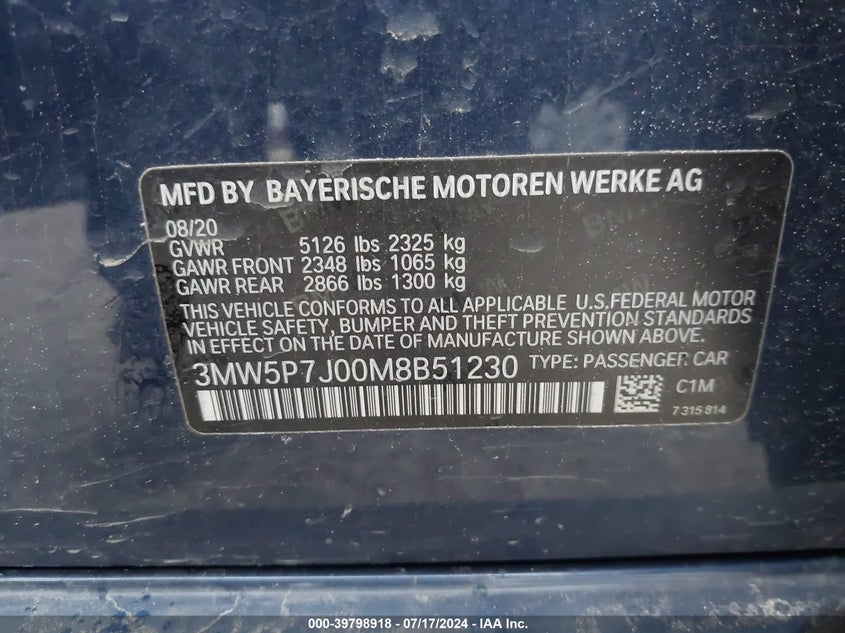 MFD BY BAYERISCHE MOTOREN WERKE AG
08/20
GVWR 5126 lbs 2325 kg
GAWR FRONT 2348 lbs 1065 kg
GAWR REAR 2866 lbs 1300 kg
THIS VEHICLE CONFORMS TO ALL APPLICABLE U.S.FEDERAL MOTOR
VEHICLE SAFETY, BUMPER AND THEFT PREVENTION STANDARDS
IN EFFECT ON THE DATE OF MANUFACTURE SHOWN ABOVE.
3MW5P7J00M8B51230 TYPE: PASSENGER CAR
C1M
7 315 814
000-39798918 - 07/17/2024 - IAA Inc.